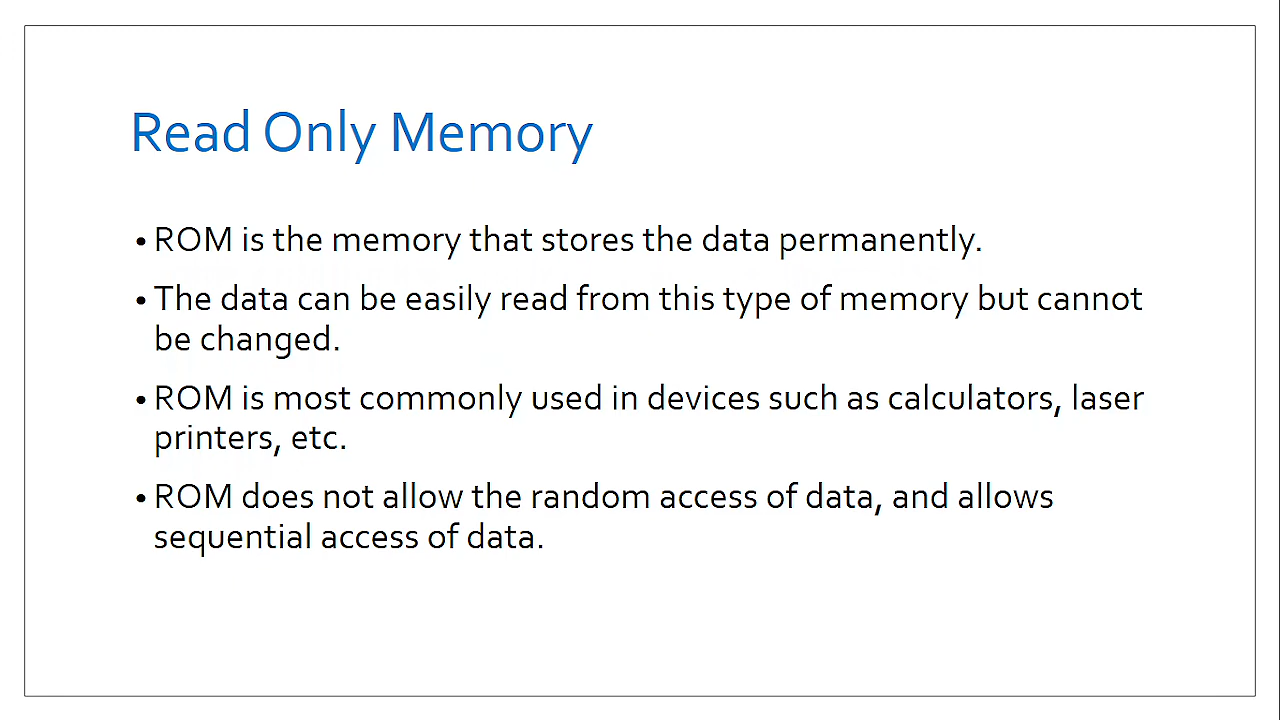 Read Only Memory
• ROM is the memory that stores the data permanently.
• The data can be easily read from this type of memory but cannot
be changed.
• ROM is most commonly used in devices such as calculators, laser
printers, etc.
• ROM does not allow the random access of data, and allows
sequential access of data.